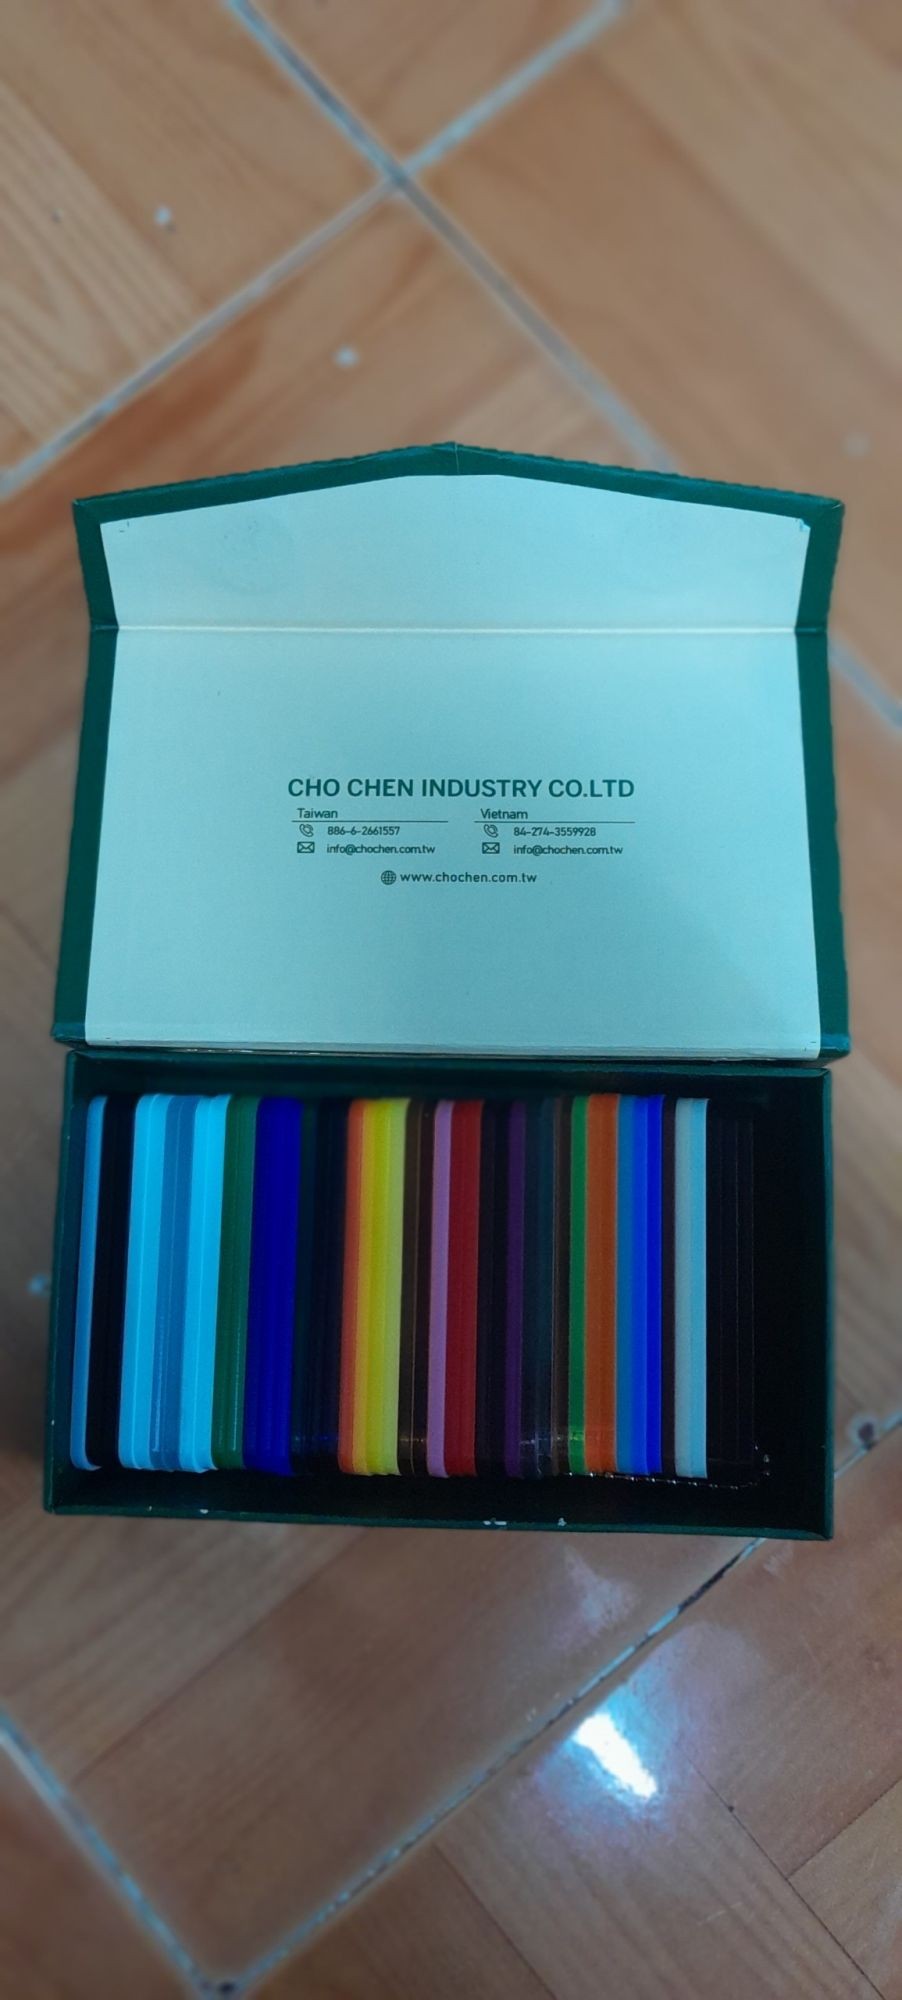 CHO CHEN INDUSTRY CO.LTD
Taiwan
886-6-2661557
info@chochen.com.tw
Vietnam
84-274-3559928
info@chochen.com.tw
www.chochen.com.tw